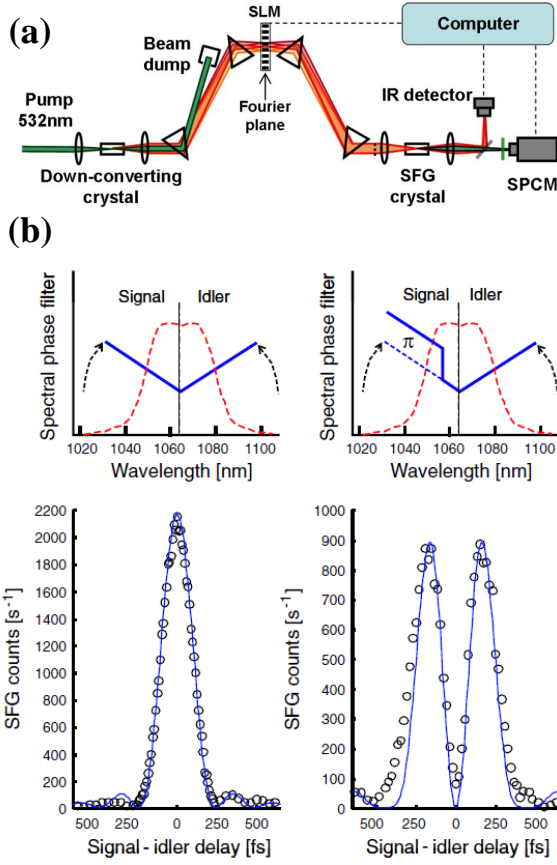 (a)
SLM
Computer
Beam
dump
IR detector
Pump
532nm
Fourier
plane
Down-converting
crystal
SFG
crystal
SPCM
(b)
Spectral phase filter
Signal
Idler
1020 1040 1060 1080 1100
Wavelength [nm]
Spectral phase filter
Signal
Idler
π
1020 1040 1060 1080 1100
Wavelength [nm]
SFG counts [s⁻¹]
2200
2000
1800
1600
1400
1200
1000
800
600
400
200
0
500 250 0 250 500
Signal - idler delay [fs]
SFG counts [s⁻¹]
1000
900
800
700
600
500
400
300
200
100
0
500 250 0 250 500
Signal - idler delay [fs]